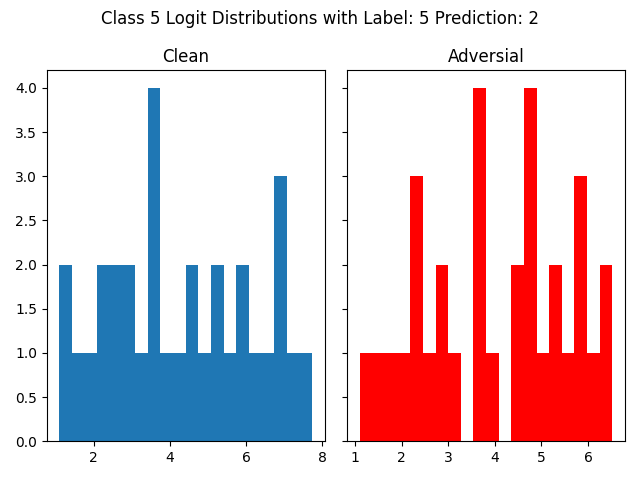 Class 5 Logit Distributions with Label: 5 Prediction: 2
Clean
Adversial
4.0
3.5
3.0
2.5
2.0
1.5
1.0
0.5
0.0
2 4 6 8
1 2 3 4 5 6